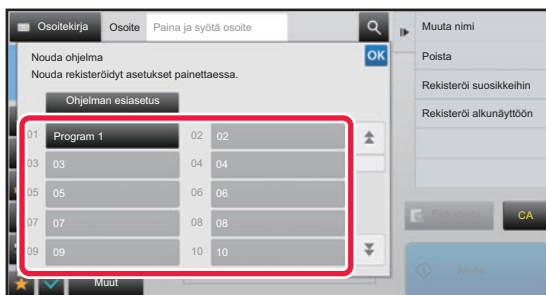 Osoitekirja
Osoite
Paina ja syötä osoite
Muuta nimi
Nouda ohjelma
OK
Poista
Nouda rekisteröidyt asetukset painettaessa.
Rekisteröi suosikkeihin
Ohjelman esiasetus
Rekisteröi alkunäyttöön
01 Program 1
02 02
03 03
04 04
05 05
06 06
07 07
08 08
CA
09 09
10 10
Muut